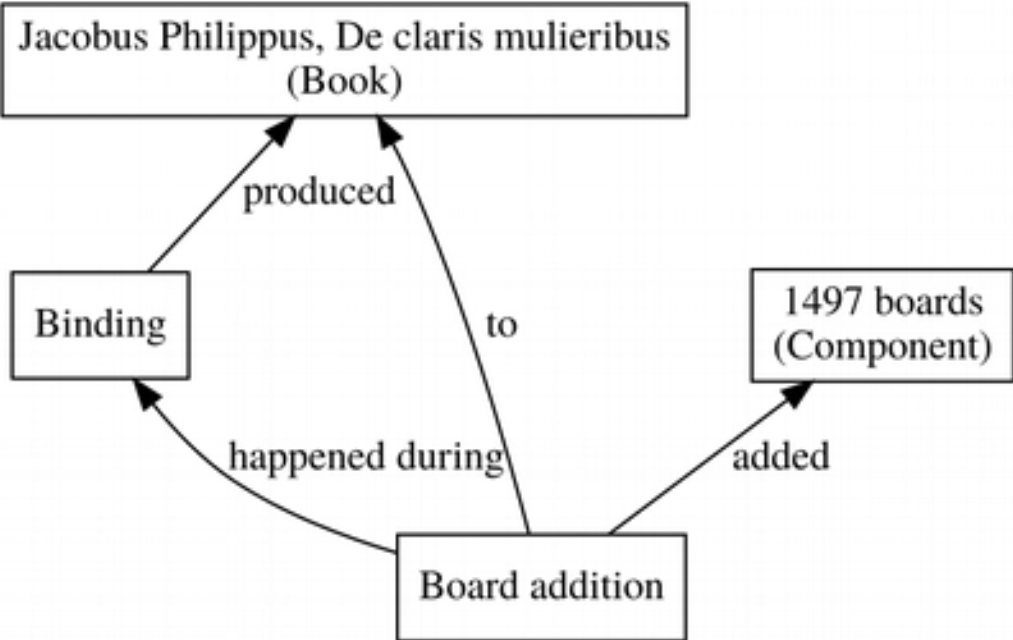 Jacobus Philippus, De claris mulieribus
(Book)
produced
Binding
to
1497 boards
(Component)
happened during
added
Board addition